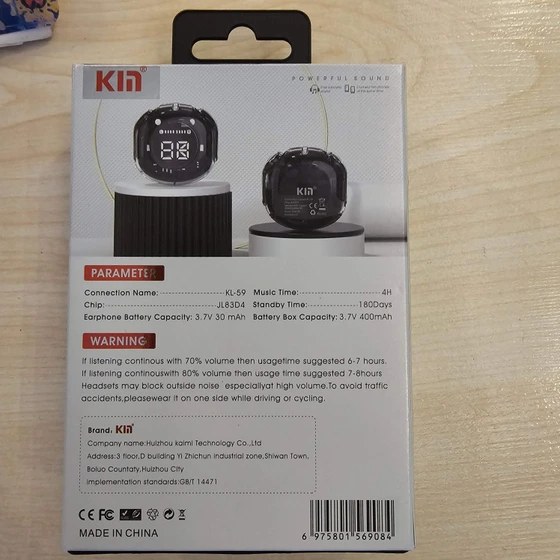 KIn®
POWERFUL SOUND
88
KIn
PARAMETER
Connection Name: KL-59 Music Time: 4H
Chip: JL83D4 Standby Time: 180Days
Earphone Battery Capacity: 3.7V 30 mAh Battery Box Capacity: 3.7V 400mAh
WARNING
If listening continous with 70% volume then usagetime suggested 6-7 hours.
If listening continouswith 80% volume then usage time suggested 7-8hours
Headsets may block outside noise especiallyat high volume.To avoid traffic
accidents,pleasewear it on one side while driving or cycling.
Brand: KIn
Company name:Huizhou kaimi Technology Co.,Ltd
Address:3 floor,D building Yi Zhichun industrial zone,Shiwan Town,
Boluo Countaty,Huizhou City
implementation standards:GB/T 14471
CE FC
MADE IN CHINA
6 975801 569084